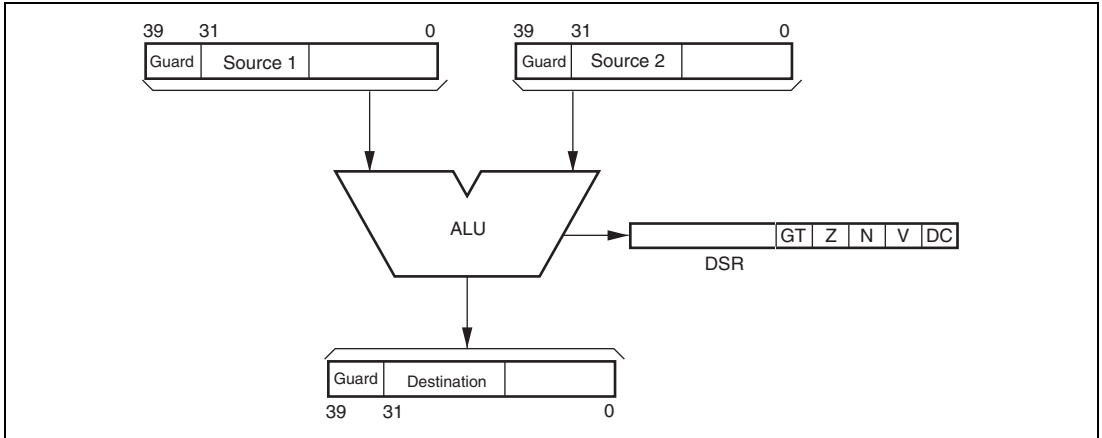 39 31 0 39 31 0
Guard Source 1 Guard Source 2
ALU
GT Z N V DC
DSR
Guard Destination
39 31 0